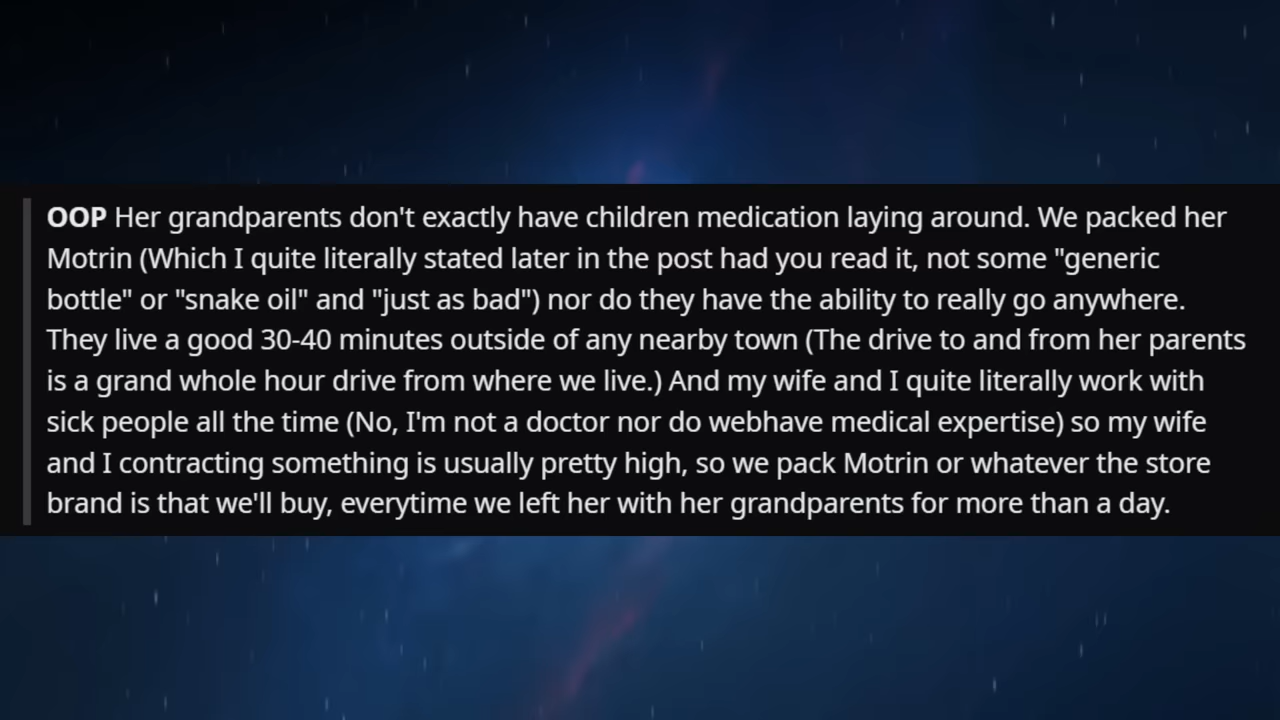 OOP Her grandparents don't exactly have children medication laying around. We packed her
Motrin (Which I quite literally stated later in the post had you read it, not some "generic
bottle" or "snake oil" and "just as bad") nor do they have the ability to really go anywhere.
They live a good 30-40 minutes outside of any nearby town (The drive to and from her parents
is a grand whole hour drive from where we live.) And my wife and I quite literally work with
sick people all the time (No, I'm not a doctor nor do webhave medical expertise) so my wife
and I contracting something is usually pretty high, so we pack Motrin or whatever the store
brand is that we'll buy, everytime we left her with her grandparents for more than a day.